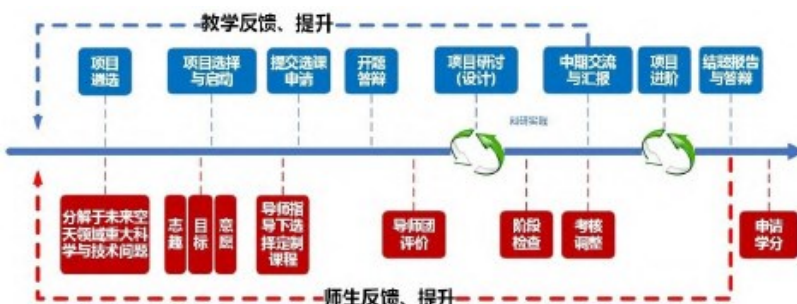 教学反馈、提升
项目
遴选
项目选择
与启动
提交选课
申请
开题
答辩
项目研讨
(设计)
中期交流
与汇报
项目
进阶
结题报告
与答辩
科研实践
分解于未来空
天领域重大科
学与技术问题
志趣
目标
意愿
导师指
导下选
择定制
课程
导师团
评价
阶段
检查
考核
调整
申请
学分
师生反馈、提升